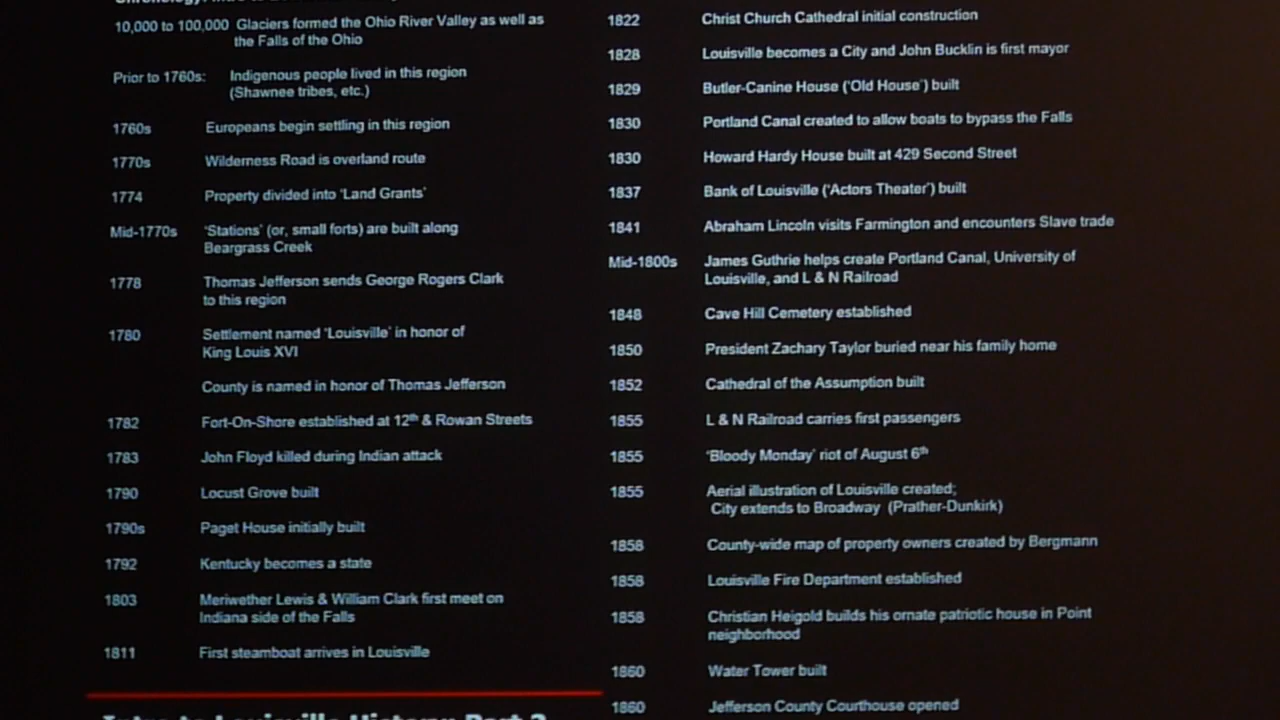 10,000 to 100,000 Glaciers formed the Ohio River Valley as well as
the Falls of the Ohio
Prior to 1760s: Indigenous people lived in this region
(Shawnee tribes, etc.)
1760s Europeans begin settling in this region
1770s Wilderness Road is overland route
1774 Property divided into 'Land Grants'
Mid-1770s 'Stations' (or, small forts) are built along
Beargrass Creek
1778 Thomas Jefferson sends George Rogers Clark
to this region
1780 Settlement named 'Louisville' in honor of
King Louis XVI
County is named in honor of Thomas Jefferson
1782 Fort-On-Shore established at 12th & Rowan Streets
1783 John Floyd killed during Indian attack
1790 Locust Grove built
1790s Paget House initially built
1792 Kentucky becomes a state
1803 Meriwether Lewis & William Clark first meet on
Indiana side of the Falls
1811 First steamboat arrives in Louisville
Intro to Louisville History: Part 2
1822 Christ Church Cathedral initial construction
1828 Louisville becomes a City and John Bucklin is first mayor
1829 Butler-Canine House ('Old House') built
1830 Portland Canal created to allow boats to bypass the Falls
1830 Howard Hardy House built at 429 Second Street
1837 Bank of Louisville ('Actors Theater') built
1841 Abraham Lincoln visits Farmington and encounters Slave trade
Mid-1800s James Guthrie helps create Portland Canal, University of
Louisville, and L & N Railroad
1848 Cave Hill Cemetery established
1850 President Zachary Taylor buried near his family home
1852 Cathedral of the Assumption built
1855 L & N Railroad carries first passengers
1855 'Bloody Monday' riot of August 6th
1855 Aerial illustration of Louisville created;
City extends to Broadway (Prather-Dunkirk)
1858 County-wide map of property owners created by Bergmann
1858 Louisville Fire Department established
1858 Christian Heigold builds his ornate patriotic house in Point
neighborhood
1860 Water Tower built
1860 Jefferson County Courthouse opened